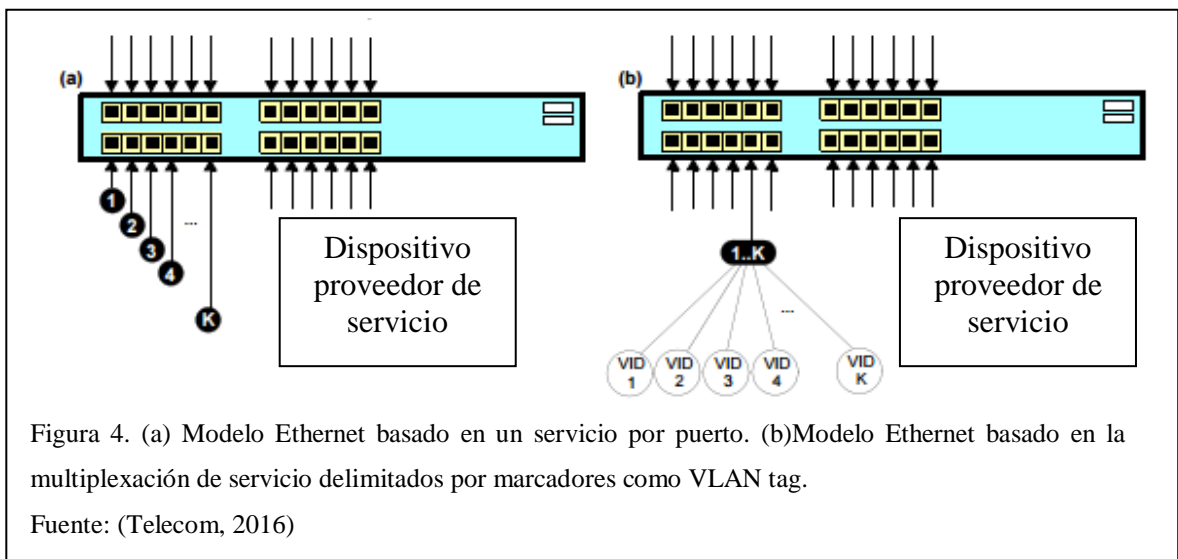 (a)
1
2
3
4
...
K
Dispositivo
proveedor de
servicio
(b)
1..K
...
VID
1
VID
2
VID
3
VID
4
VID
K
Dispositivo
proveedor de
servicio
Figura 4. (a) Modelo Ethernet basado en un servicio por puerto. (b)Modelo Ethernet basado en la
multiplexación de servicio delimitados por marcadores como VLAN tag.
Fuente: (Telecom, 2016)